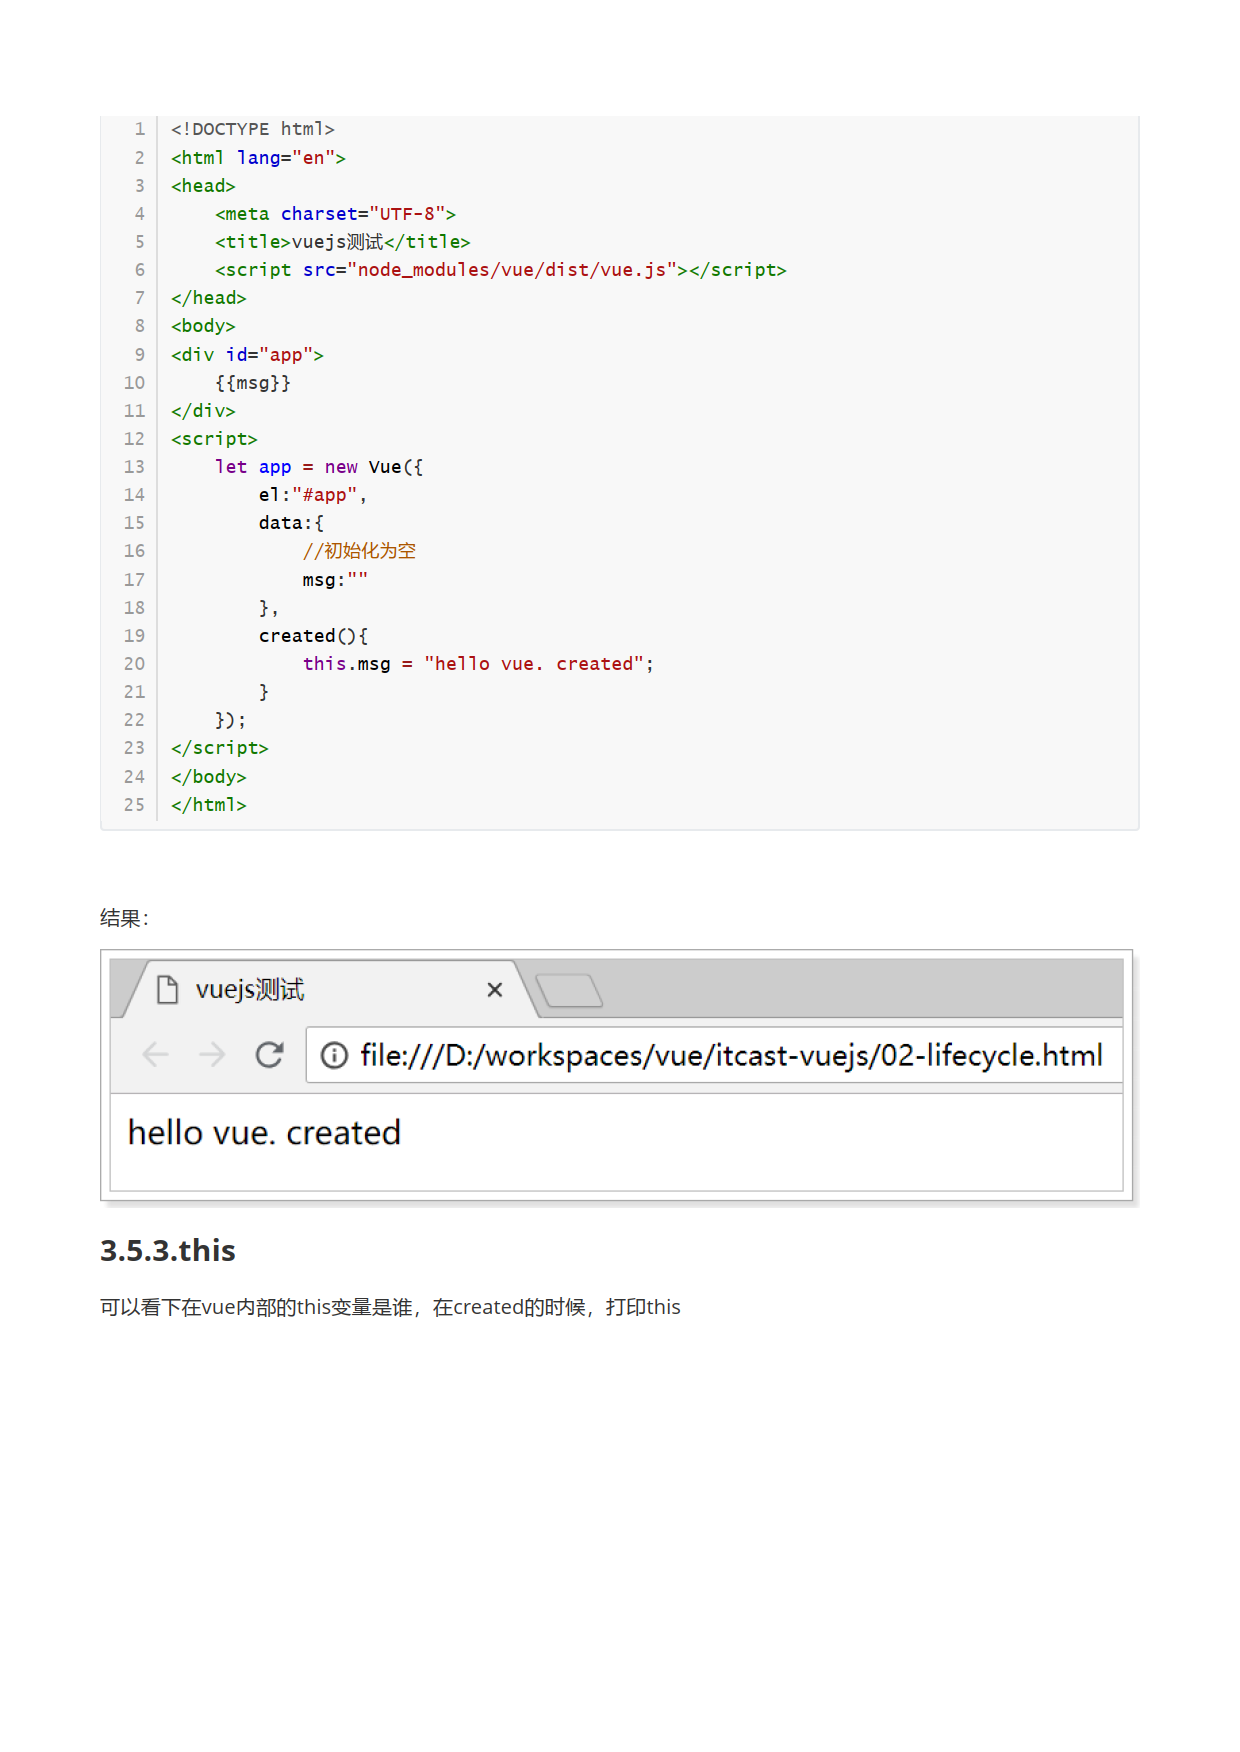 1 <!DOCTYPE html>
2 <html lang="en">
3 <head>
4     <meta charset="UTF-8">
5     <title>vuejs测试</title>
6     <script src="node_modules/vue/dist/vue.js"></script>
7 </head>
8 <body>
9 <div id="app">
10     {{msg}}
11 </div>
12 <script>
13     let app = new Vue({
14         el:"#app",
15         data:{
16             //初始化为空
17             msg:""
18         },
19         created(){
20             this.msg = "hello vue. created";
21         }
22     });
23 </script>
24 </body>
25 </html>
结果：
vuejs测试
file:///D:/workspaces/vue/itcast-vuejs/02-lifecycle.html
hello vue. created
3.5.3.this
可以看下在vue内部的this变量是谁，在created的时候，打印this